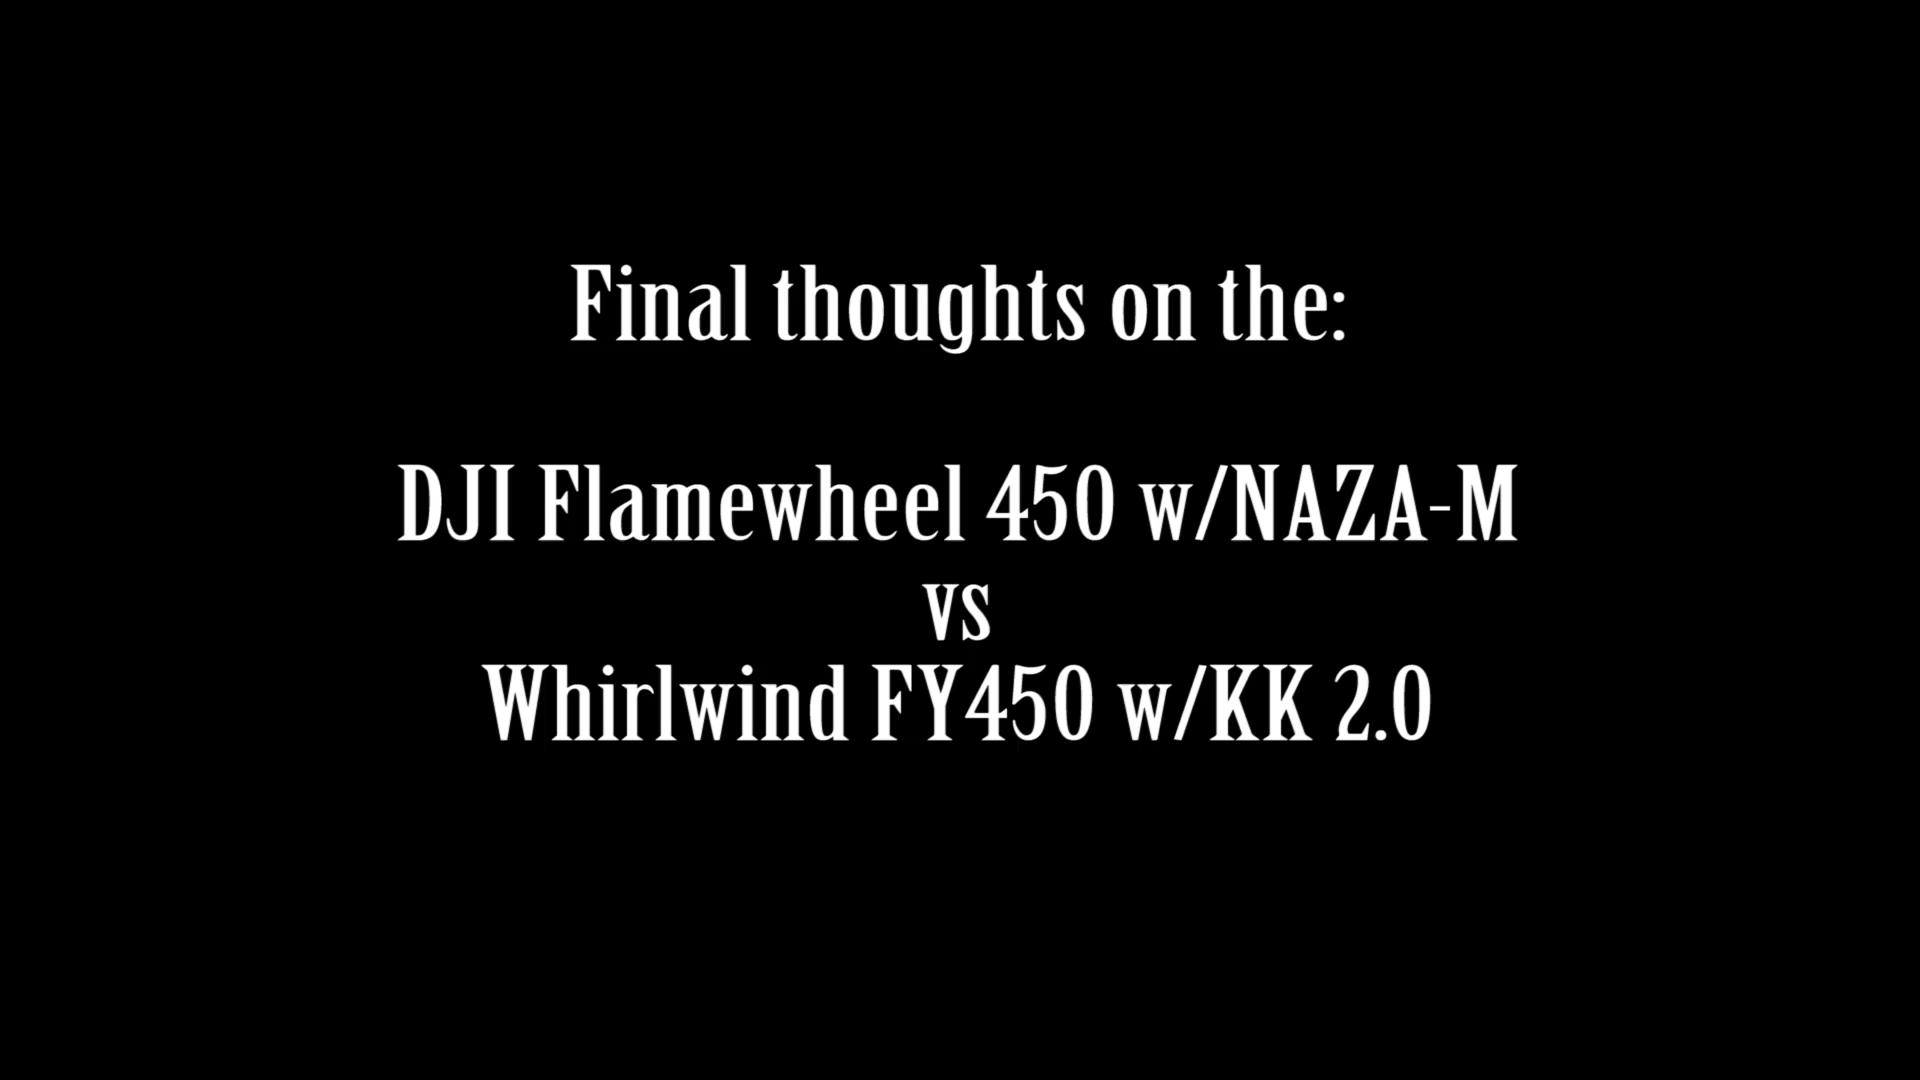 Final thoughts on the:
DJI Flamewheel 450 w/NAZA-M
vs
Whirlwind FY450 w/KK 2.0